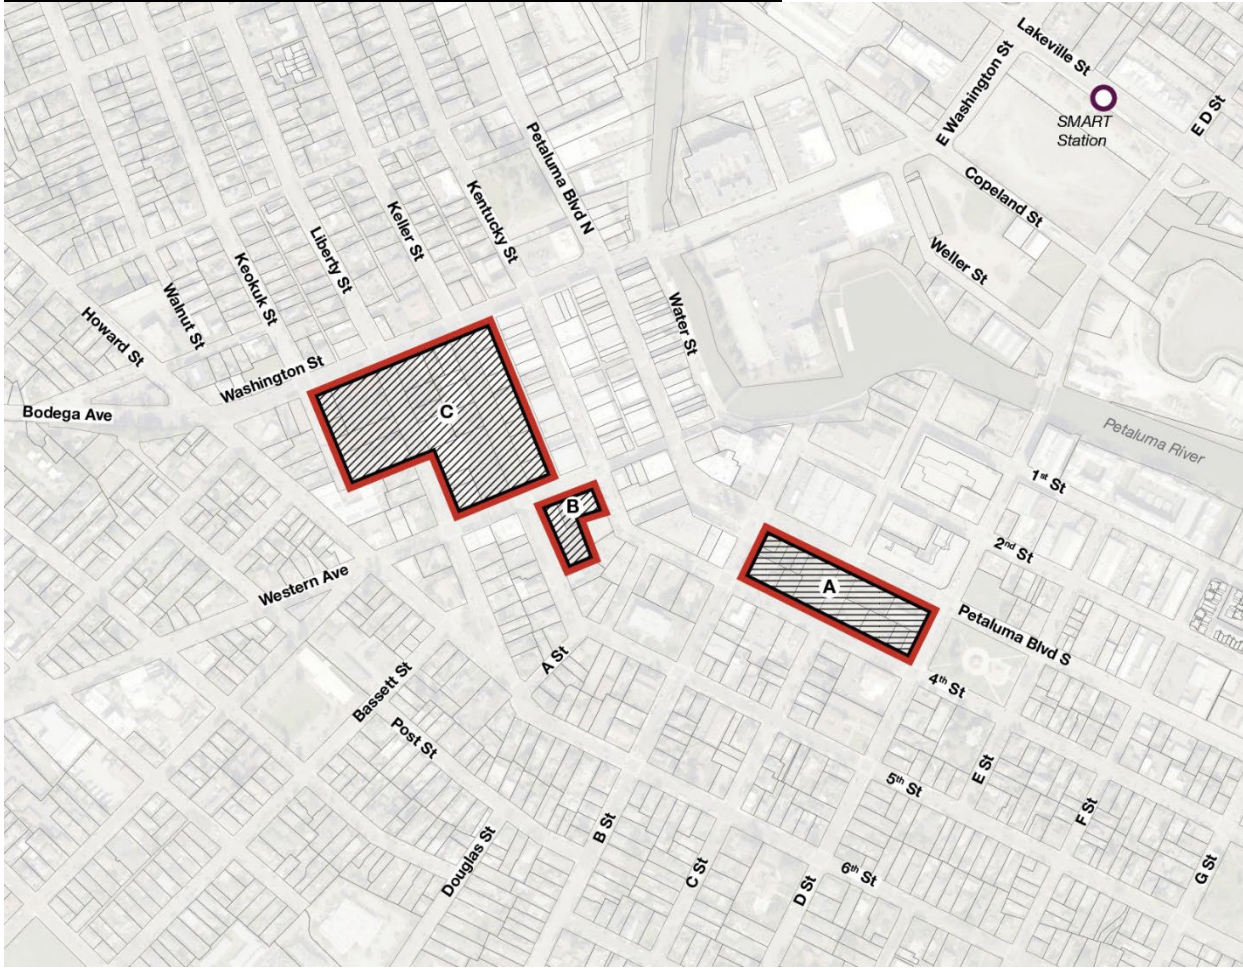 Lakeville St
E Washington St
SMART
Station
E D St
Petaluma Blvd N
Copeland St
Kentucky St
Keller St
Liberty St
Weller St
Keokuk St
Walnut St
Water St
Howard St
Washington St
Bodega Ave
C
Petaluma River
1st St
B
2nd St
A
Western Ave
Petaluma Blvd S
A St
4th St
Bassett St
Post St
E St
5th St
F St
B St
Douglas St
C St
6th St
D St
G St